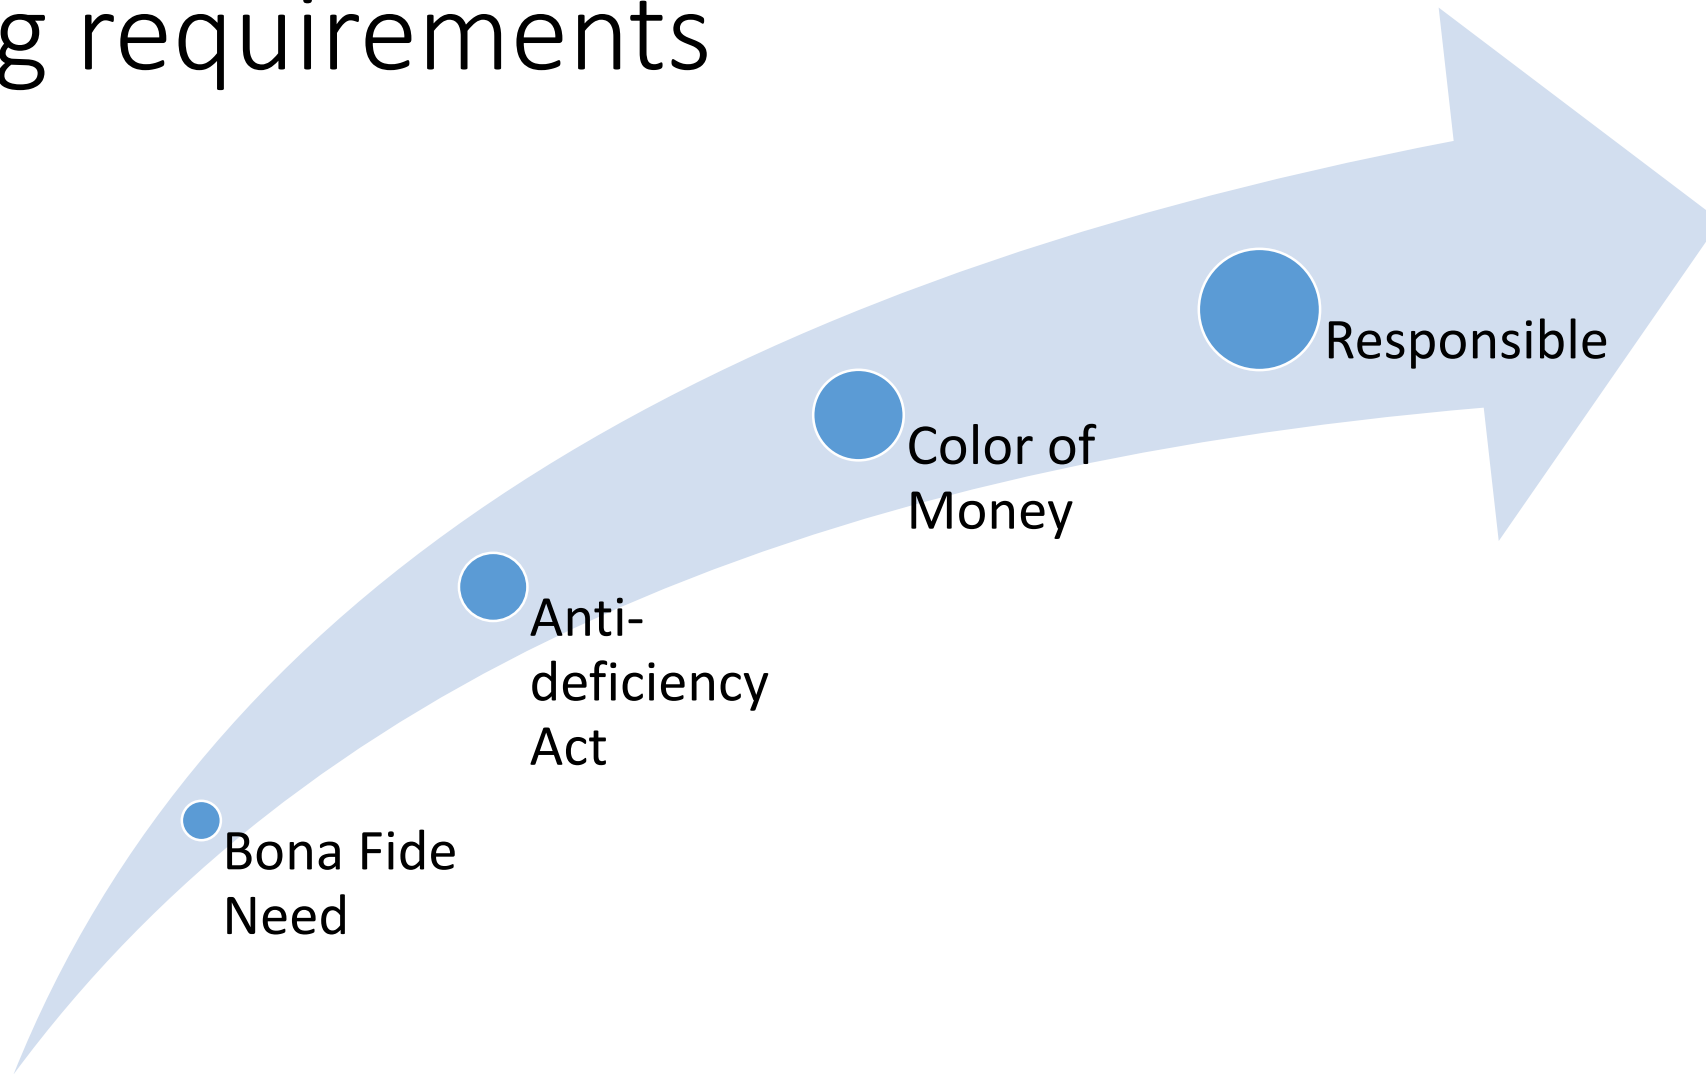 g requirements
Responsible
Color of
Money
Anti-
deficiency
Act
Bona Fide
Need